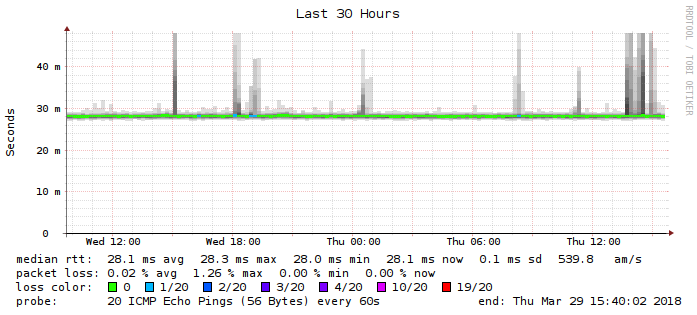 Last 30 Hours
RRDTOOL / TOBI OETIKER
Seconds
40 m
30 m
20 m
10 m
0
Wed 12:00 Wed 18:00 Thu 00:00 Thu 06:00 Thu 12:00
median rtt: 28.1 ms avg 28.3 ms max 28.0 ms min 28.1 ms now 0.1 ms sd 539.8 am/s
packet loss: 0.02 % avg 1.26 % max 0.00 % min 0.00 % now
loss color: 0 1/20 2/20 3/20 4/20 10/20 19/20
probe: 20 ICMP Echo Pings (56 Bytes) every 60s end: Thu Mar 29 15:40:02 2018